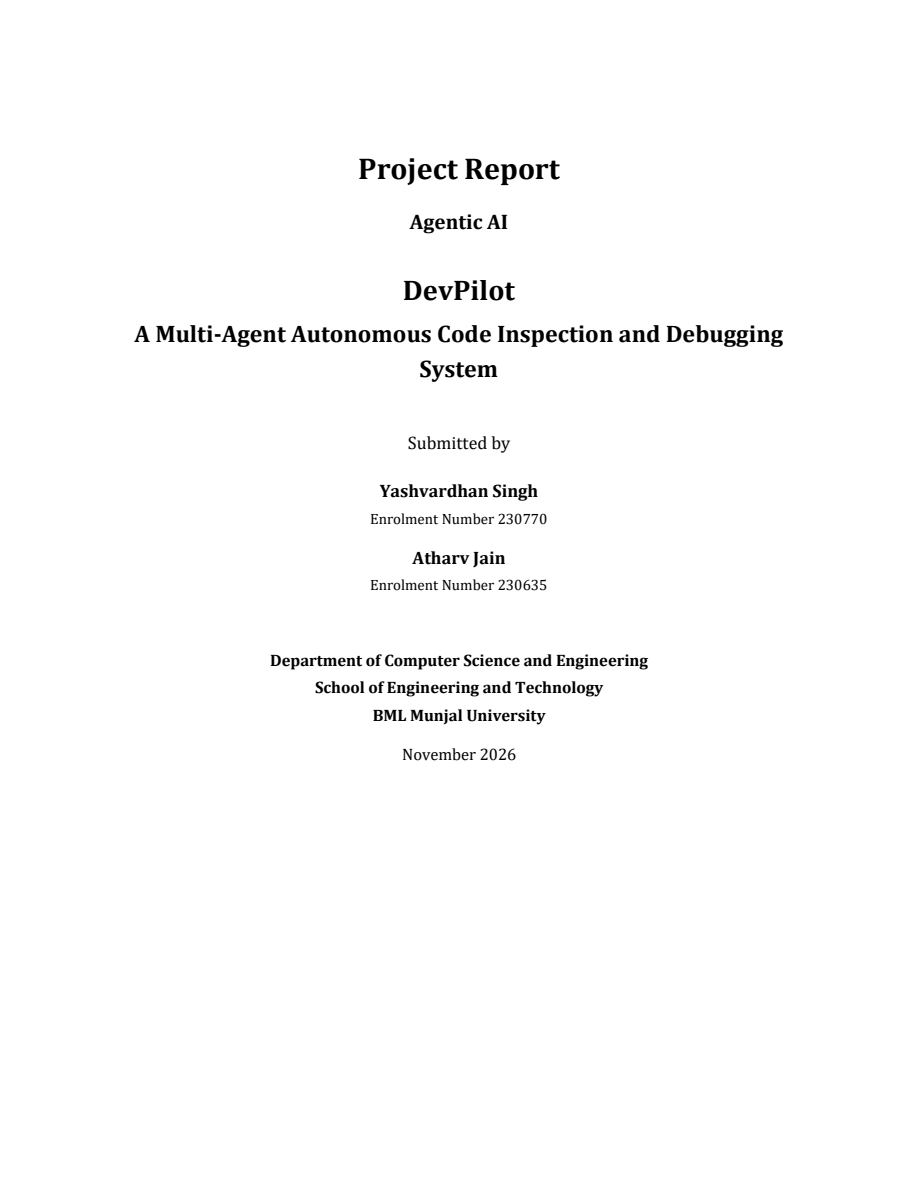 Project Report
Agentic AI
DevPilot
A Multi-Agent Autonomous Code Inspection and Debugging
System
Submitted by
Yashvardhan Singh
Enrolment Number 230770
Atharv Jain
Enrolment Number 230635
Department of Computer Science and Engineering
School of Engineering and Technology
BML Munjal University
November 2026